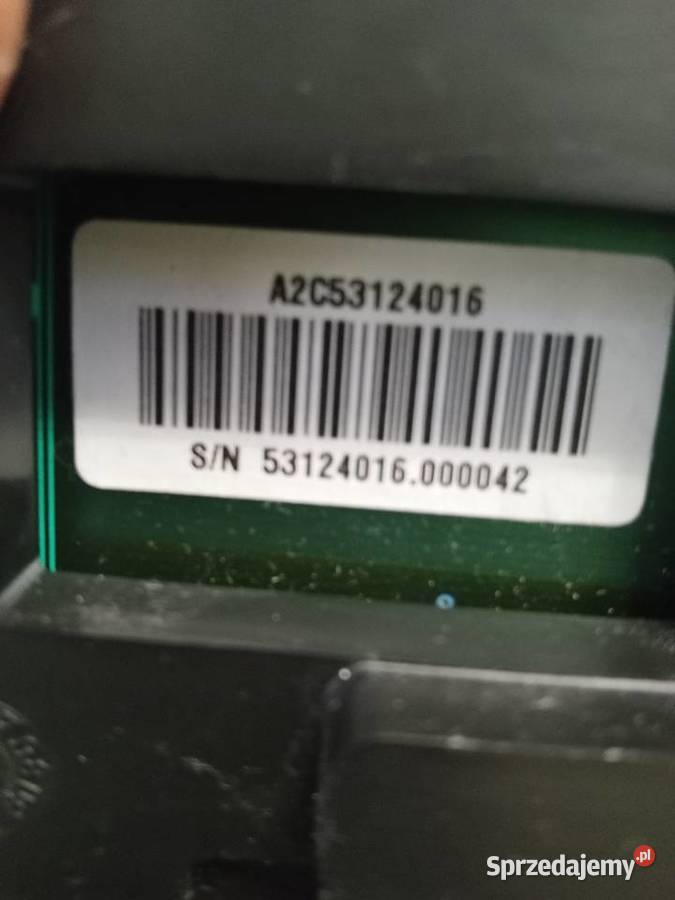 A2C53124016
S/N 53124016.000042
Sprzedajemy.pl